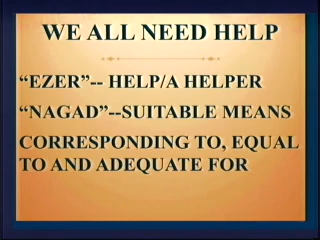 WE ALL NEED HELP
“EZER”-- HELP/A HELPER
“NAGAD”--SUITABLE MEANS
CORRESPONDING TO, EQUAL
TO AND ADEQUATE FOR